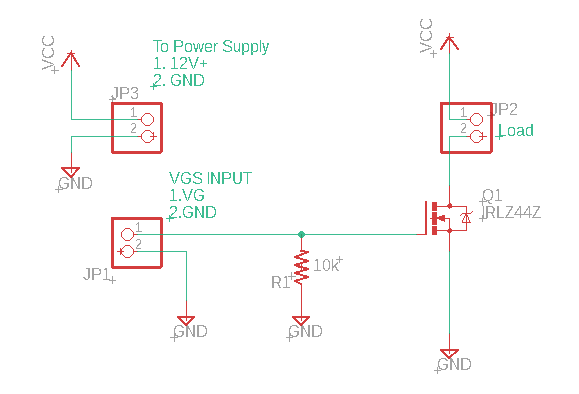 VCC
To Power Supply
1. 12V+
2. GND
JP3
1
2
GND
VCC
JP2
1
2
Load
VGS INPUT
1.VG
2.GND
1
2
JP1
GND
R1
10k
GND
Q1
RLZ44Z
GND